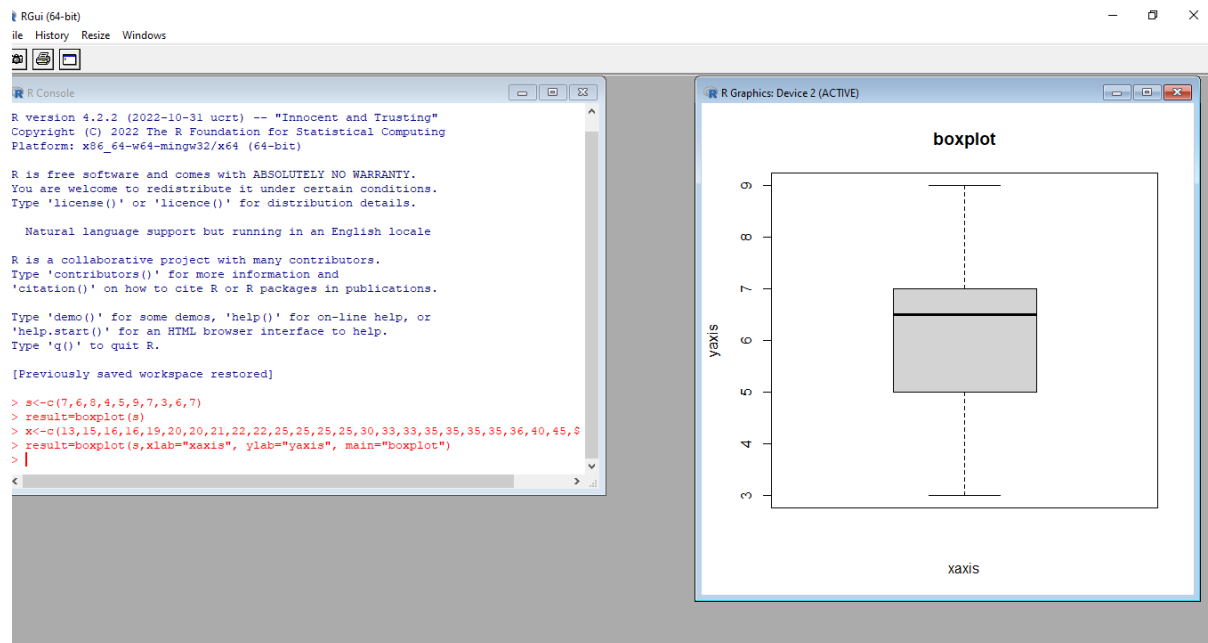 RGui (64-bit)
ile History Resize Windows
R Console
R version 4.2.2 (2022-10-31 ucrt) -- "Innocent and Trusting"
Copyright (C) 2022 The R Foundation for Statistical Computing
Platform: x86_64-w64-mingw32/x64 (64-bit)
R is free software and comes with ABSOLUTELY NO WARRANTY.
You are welcome to redistribute it under certain conditions.
Type 'license()' or 'licence()' for distribution details.
Natural language support but running in an English locale
R is a collaborative project with many contributors.
Type 'contributors()' for more information and
'citation()' on how to cite R or R packages in publications.
Type 'demo()' for some demos, 'help()' for on-line help, or
'help.start()' for an HTML browser interface to help.
Type 'q()' to quit R.
[Previously saved workspace restored]
> s<-c(7,6,8,4,5,9,7,3,6,7)
> result=boxplot(s)
> x<-c(13,15,16,16,19,20,20,21,22,22,25,25,25,25,30,33,33,35,35,35,35,36,40,45,$
> result=boxplot(s,xlab="xaxis", ylab="yaxis", main="boxplot")
>
R Graphics: Device 2 (ACTIVE)
boxplot
9
8
7
6
5
4
3
yaxis
xaxis